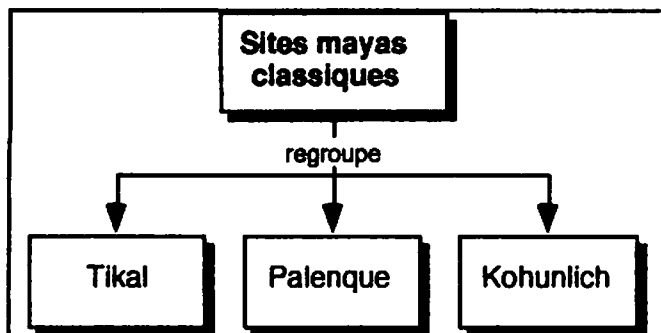 Sites mayas
classiques
regroupe
Tikal
Palenque
Kohunlich